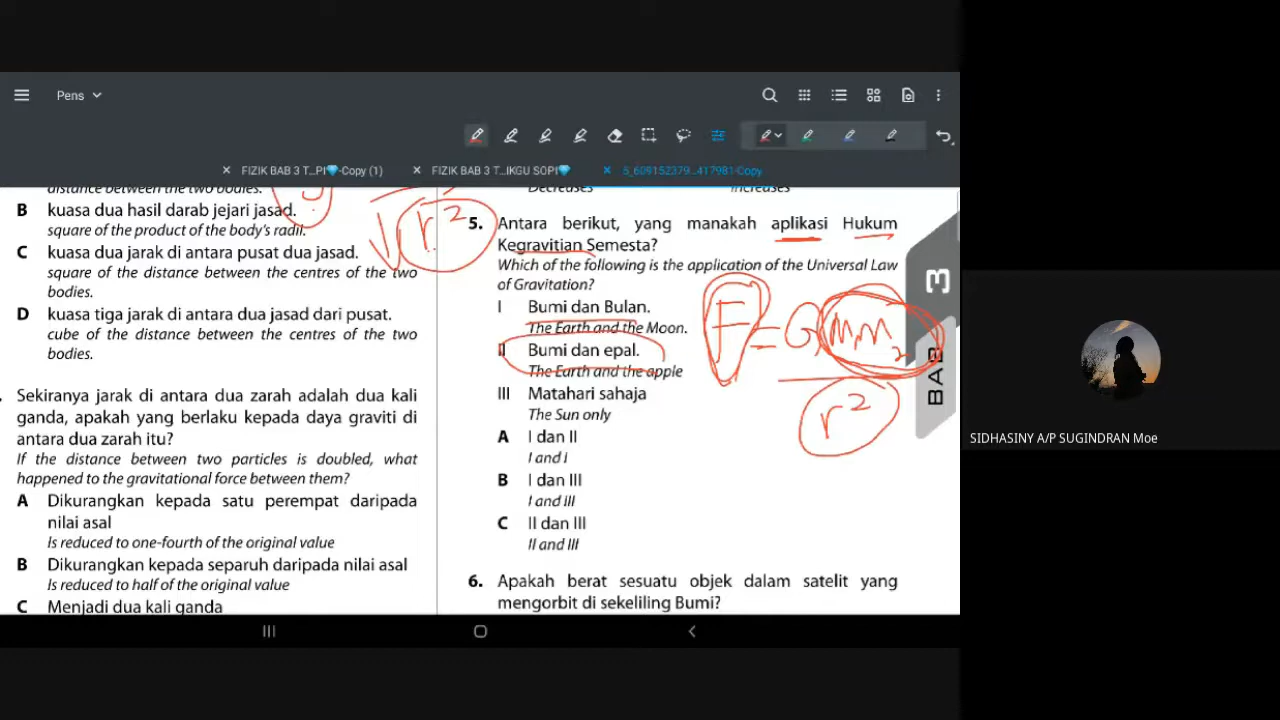 Pens
FIZIK BAB 3 T...PI💎-Copy (1)
FIZIK BAB 3 T...IKGU SOPI💎
5_609152379...417981-Copy
distance between the two bodies.
B kuasa dua hasil darab jejari jasad.
square of the product of the body's radii.
C kuasa dua jarak di antara pusat dua jasad.
square of the distance between the centres of the two
bodies.
D kuasa tiga jarak di antara dua jasad dari pusat.
cube of the distance between the centres of the two
bodies.
Sekiranya jarak di antara dua zarah adalah dua kali
ganda, apakah yang berlaku kepada daya graviti di
antara dua zarah itu?
If the distance between two particles is doubled, what
happened to the gravitational force between them?
A Dikurangkan kepada satu perempat daripada
nilai asal
Is reduced to one-fourth of the original value
B Dikurangkan kepada separuh daripada nilai asal
Is reduced to half of the original value
C Menjadi dua kali ganda
√r²
Decreases Increases
5. Antara berikut, yang manakah aplikasi Hukum
Kegravitian Semesta?
Which of the following is the application of the Universal Law
of Gravitation?
I Bumi dan Bulan.
The Earth and the Moon.
II Bumi dan epal.
The Earth and the apple
III Matahari sahaja
The Sun only
A I dan II
I and I
B I dan III
I and III
C II dan III
II and III
F = G m₁m₂
r²
6. Apakah berat sesuatu objek dalam satelit yang
mengorbit di sekeliling Bumi?
BAB 3
SIDHASINY A/P SUGINDRAN Moe